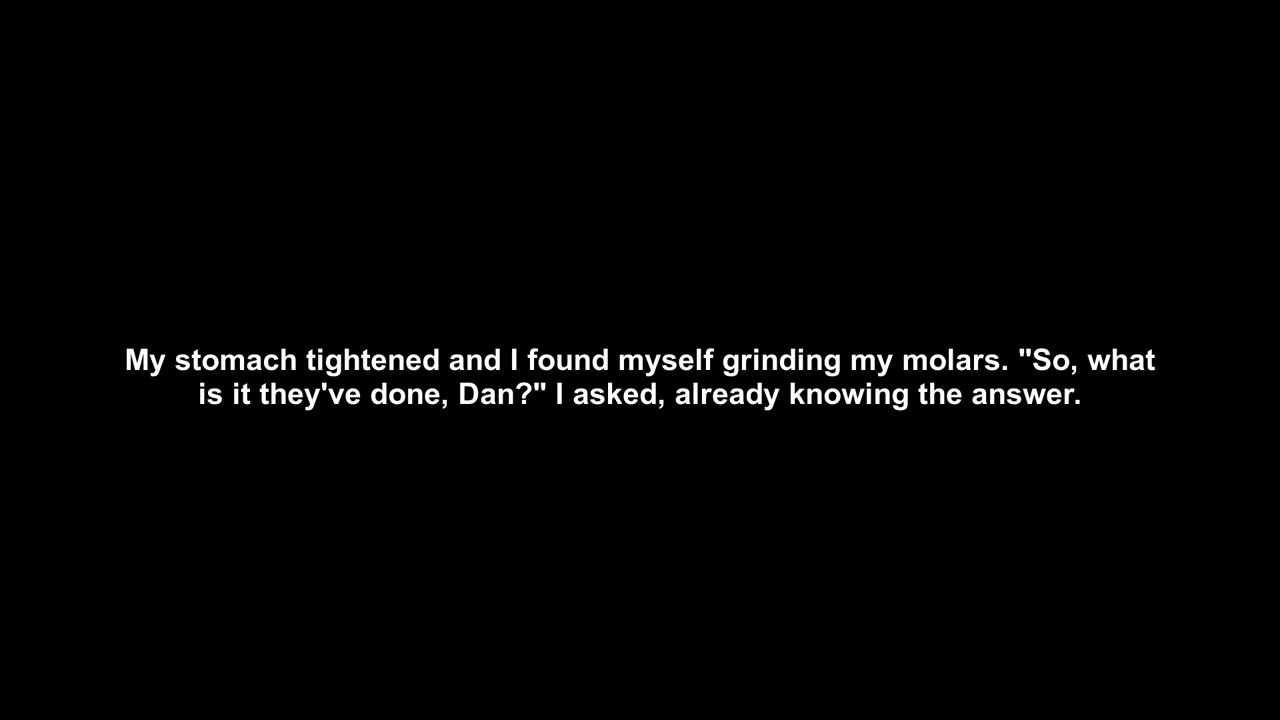 My stomach tightened and I found myself grinding my molars. "So, what
is it they've done, Dan?" I asked, already knowing the answer.